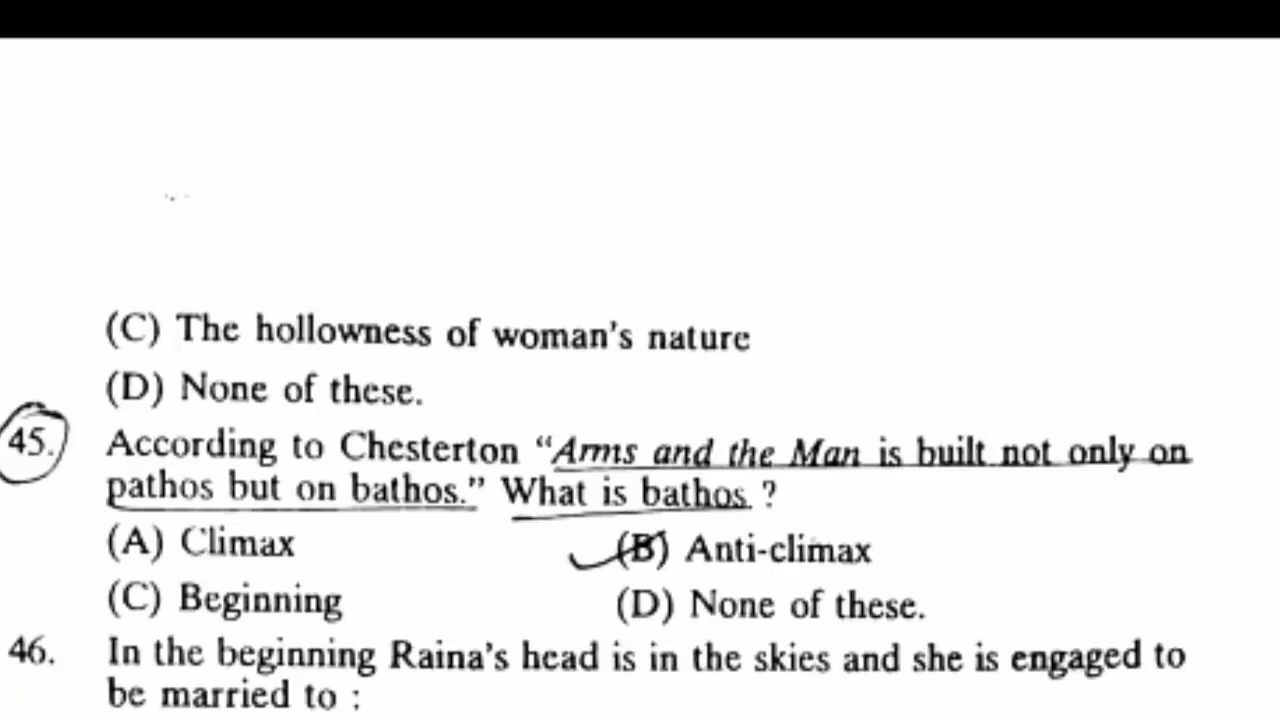 (C) The hollowness of woman's nature
(D) None of these.
45. According to Chesterton "Arms and the Man is built not only on
pathos but on bathos." What is bathos ?
(A) Climax (B) Anti-climax
(C) Beginning (D) None of these.
46. In the beginning Raina's head is in the skies and she is engaged to
be married to :